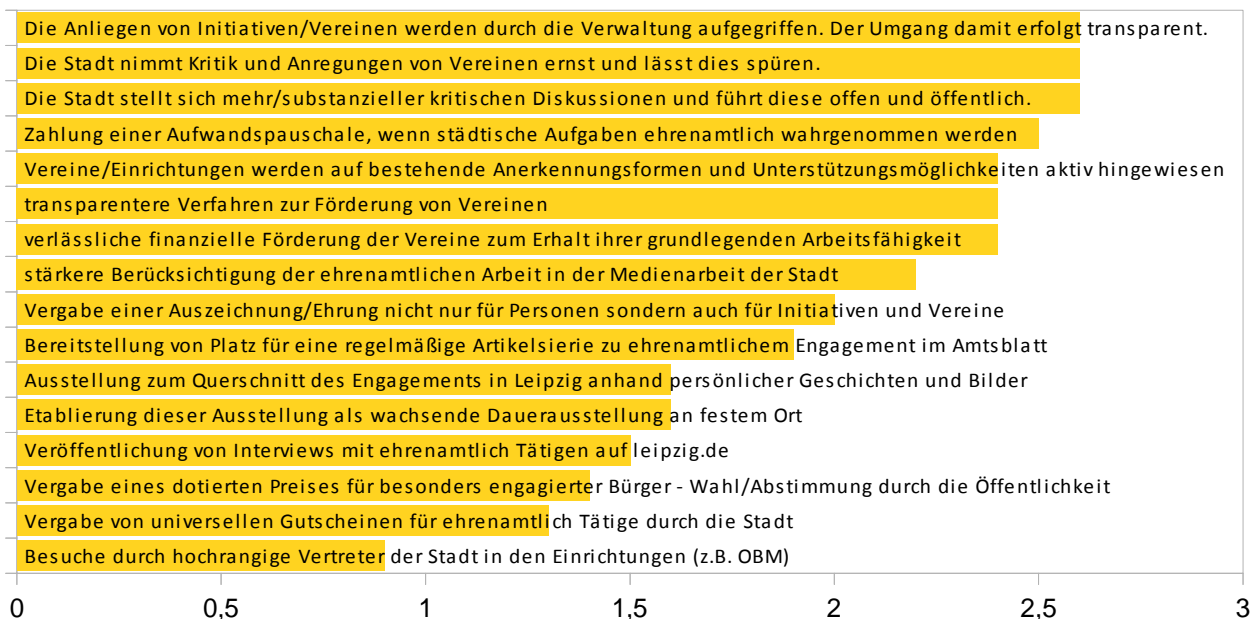 Die Anliegen von Initiativen/Vereinen werden durch die Verwaltung aufgegriffen. Der Umgang damit erfolgt transparent.
Die Stadt nimmt Kritik und Anregungen von Vereinen ernst und lässt dies spüren.
Die Stadt stellt sich mehr/substanzieller kritischen Diskussionen und führt diese offen und öffentlich.
Zahlung einer Aufwandspauschale, wenn städtische Aufgaben ehrenamtlich wahrgenommen werden
Vereine/Einrichtungen werden auf bestehende Anerkennungsformen und Unterstützungsmöglichkeiten aktiv hingewiesen
transparentere Verfahren zur Förderung von Vereinen
verlässliche finanzielle Förderung der Vereine zum Erhalt ihrer grundlegenden Arbeitsfähigkeit
stärkere Berücksichtigung der ehrenamtlichen Arbeit in der Medienarbeit der Stadt
Vergabe einer Auszeichnung/Ehrung nicht nur für Personen sondern auch für Initiativen und Vereine
Bereitstellung von Platz für eine regelmäßige Artikelsierie zu ehrenamtlichem Engagement im Amtsblatt
Ausstellung zum Querschnitt des Engagements in Leipzig anhand persönlicher Geschichten und Bilder
Etablierung dieser Ausstellung als wachsende Dauerausstellung an festem Ort
Veröffentlichung von Interviews mit ehrenamtlich Tätigen auf leipzig.de
Vergabe eines dotierten Preises für besonders engagierter Bürger - Wahl/Abstimmung durch die Öffentlichkeit
Vergabe von universellen Gutscheinen für ehrenamtlich Tätige durch die Stadt
Besuche durch hochrangige Vertreter der Stadt in den Einrichtungen (z.B. OBM)
0 0,5 1 1,5 2 2,5 3